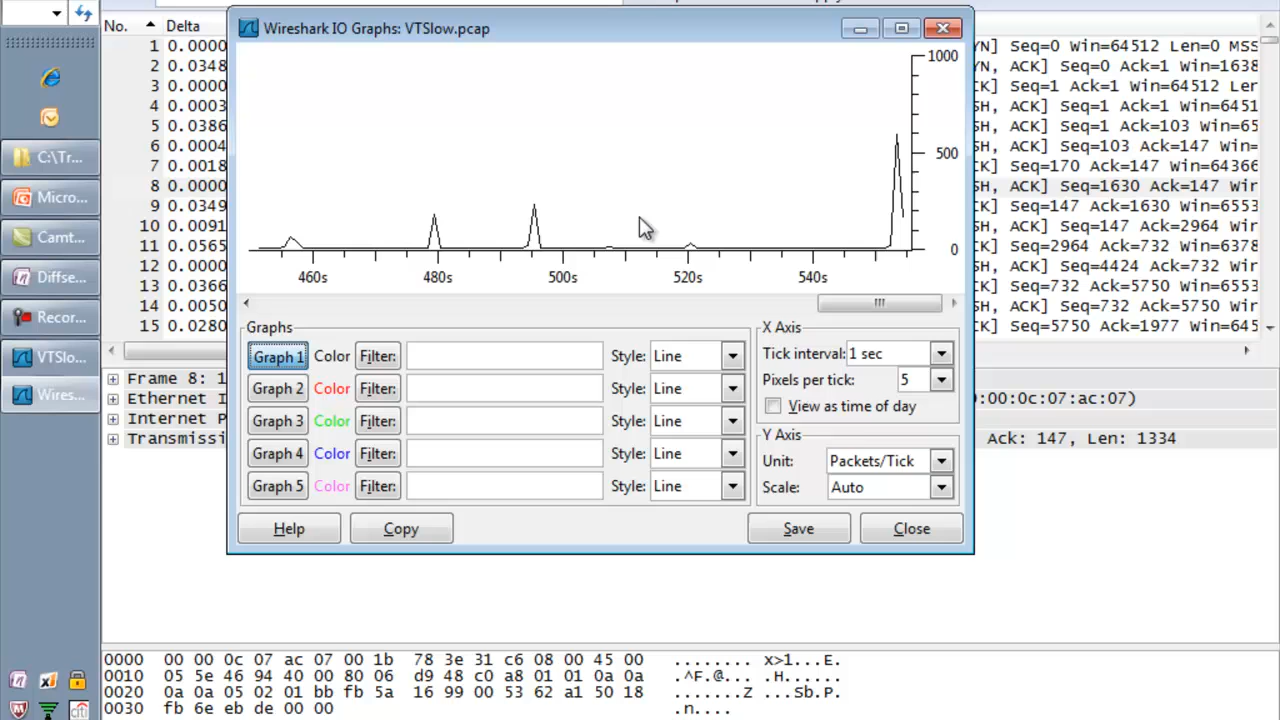 No. Delta
1 0.0000
2 0.0348
3 0.0000
4 0.0003
5 0.0386
6 0.0004
7 0.0018
8 0.0000
9 0.0349
10 0.0091
11 0.0565
12 0.0000
13 0.0366
14 0.0050
15 0.0280
YN] Seq=0 Win=64512 Len=0 MSS
YN, ACK] Seq=0 Ack=1 Win=1638
CK] Seq=1 Ack=1 Win=64512 Len
SH, ACK] Seq=1 Ack=1 Win=6451
SH, ACK] Seq=1 Ack=103 Win=65
SH, ACK] Seq=103 Ack=147 Win=
CK] Seq=170 Ack=147 Win=64366
SH, ACK] Seq=1630 Ack=147 Wir
CK] Seq=147 Ack=1630 Win=6553
SH, ACK] Seq=147 Ack=2964 Wir
CK] Seq=2964 Ack=732 Win=6378
SH, ACK] Seq=4424 Ack=732 Wir
CK] Seq=732 Ack=5750 Win=6553
SH, ACK] Seq=732 Ack=5750 Wir
CK] Seq=5750 Ack=1977 Win=645
C:\Tr...
Micro...
Camt...
Diffse...
Recor...
VTSlo...
Wires...
Wireshark IO Graphs: VTSlow.pcap
1000
500
0
460s 480s 500s 520s 540s
Graphs
Graph 1 Color Filter: Style: Line
Graph 2 Color Filter: Style: Line
Graph 3 Color Filter: Style: Line
Graph 4 Color Filter: Style: Line
Graph 5 Color Filter: Style: Line
X Axis
Tick interval: 1 sec
Pixels per tick: 5
View as time of day
Y Axis
Unit: Packets/Tick
Scale: Auto
Help Copy Save Close
Frame 8: 1
Ethernet I :00:0c:07:ac:07)
Internet P
Transmissi Ack: 147, Len: 1334
0000 00 00 0c 07 ac 07 00 1b 78 3e 31 c6 08 00 45 00 ........ x>1...E.
0010 05 5e 46 94 40 00 80 06 d9 48 c0 a8 01 01 0a 0a .^F.@... .H......
0020 0a 0a 05 02 01 bb fb 5a 16 99 00 53 62 a1 50 18 .......Z ...Sb.P.
0030 fb 6e eb de 00 00 .n....